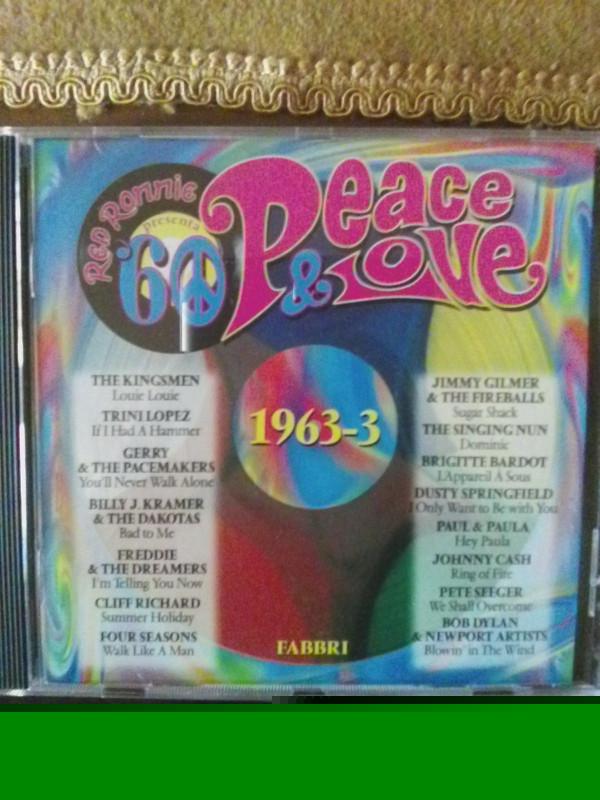 Red Ronnie
presenta
'60
Peace
& Love
1963-3
THE KINGSMEN
Louie Louie
TRINI LOPEZ
If I Had A Hammer
GERRY
& THE PACEMAKERS
You'll Never Walk Alone
BILLY J. KRAMER
& THE DAKOTAS
Bad to Me
FREDDIE
& THE DREAMERS
I'm Telling You Now
CLIFF RICHARD
Summer Holiday
FOUR SEASONS
Walk Like A Man
JIMMY GILMER
& THE FIREBALLS
Sugar Shack
THE SINGING NUN
Dominic
BRIGITTE BARDOT
L'Appareil A Sous
DUSTY SPRINGFIELD
I Only Want to Be with You
PAUL & PAULA
Hey Paula
JOHNNY CASH
Ring of Fire
PETE SEEGER
We Shall Overcome
BOB DYLAN
& NEWPORT ARTISTS
Blowin' in The Wind
FABBRI